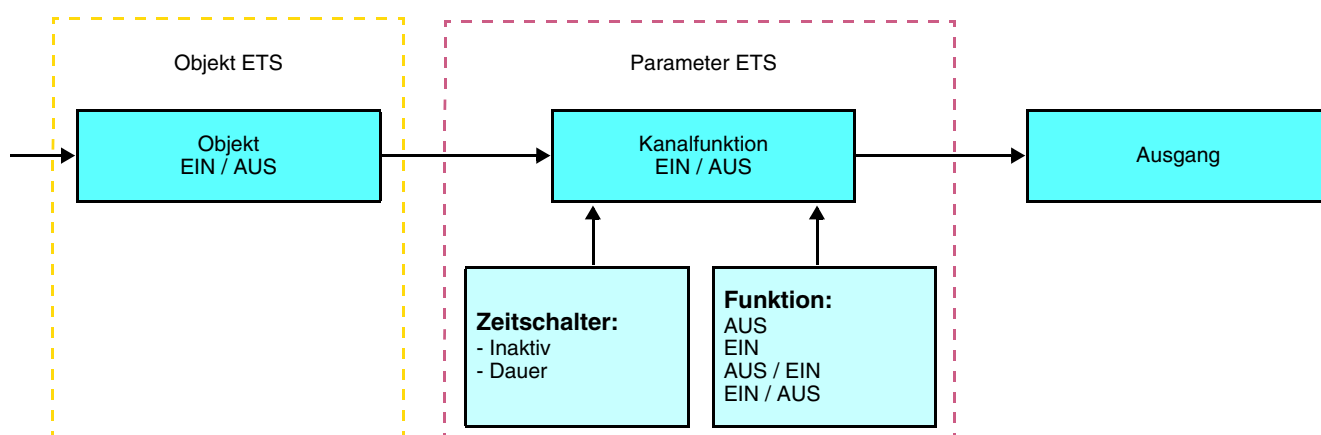 Objekt ETS
Parameter ETS
Objekt
EIN / AUS
Kanalfunktion
EIN / AUS
Ausgang
Zeitschalter:
- Inaktiv
- Dauer
Funktion:
AUS
EIN
AUS / EIN
EIN / AUS